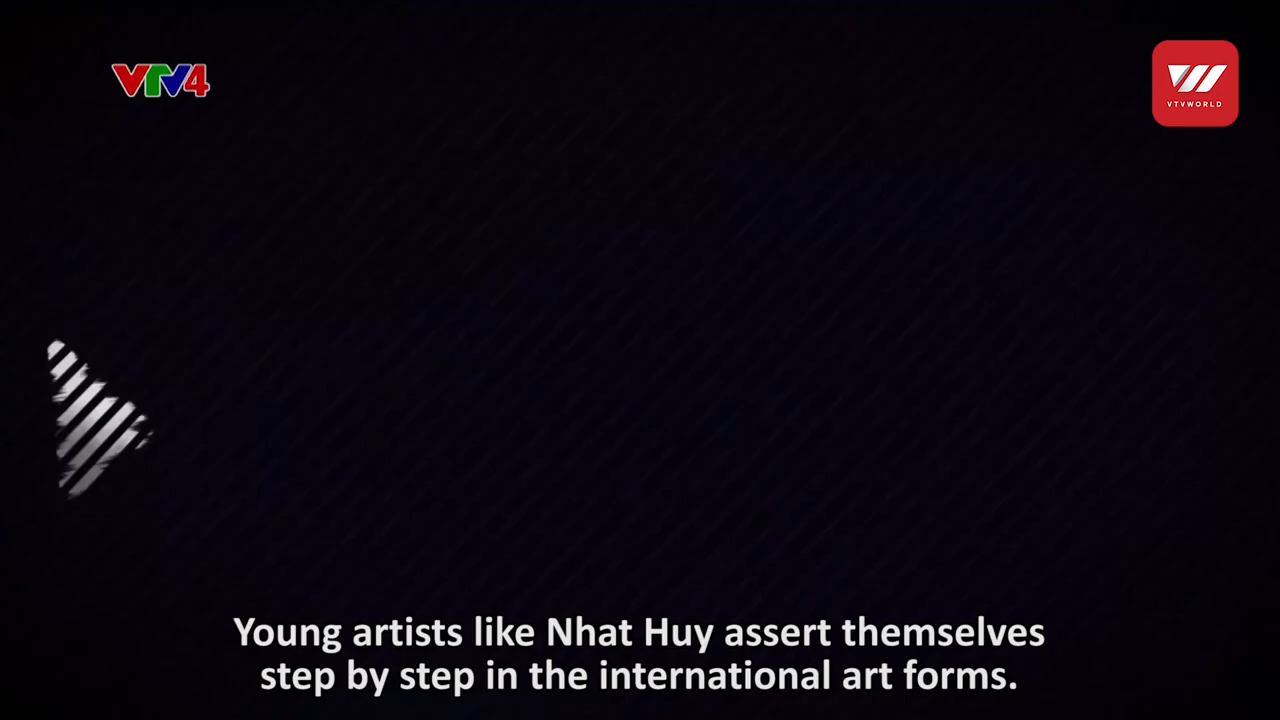 VTV4
VTVWORLD
Young artists like Nhat Huy assert themselves
step by step in the international art forms.